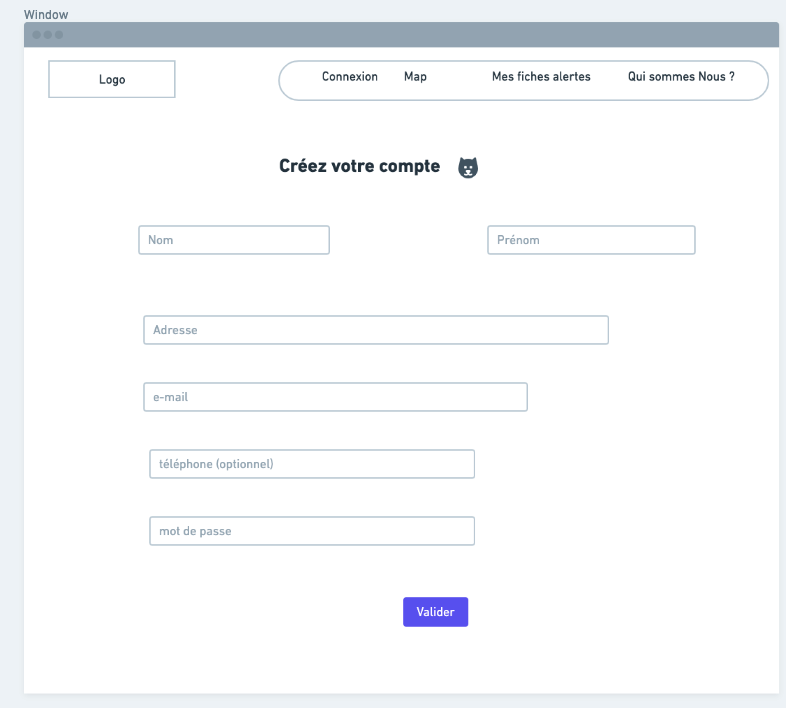 Window
Logo
Connexion Map Mes fiches alertes Qui sommes Nous ?
Créez votre compte
Nom Prénom
Adresse
e-mail
téléphone (optionnel)
mot de passe
Valider